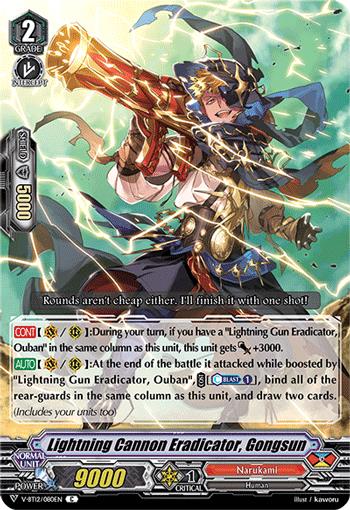 2
GRADE
INTERCEPT
SHIELD
5000
Rounds aren't cheap either. I'll finish it with one shot!
CONT [ / ]:During your turn, if you have a "Lightning Gun Eradicator,
Ouban" in the same column as this unit, this unit gets +3000.
AUTO [ / ]:At the end of the battle it attacked while boosted by
"Lightning Gun Eradicator, Ouban", [C BLAST 1], bind all of the
rear-guards in the same column as this unit, and draw two cards.
(Includes your units too)
Lightning Cannon Eradicator, Gongsun
NORMAL
UNIT
POWER
9000
1
CRITICAL
Narukami
Human
V-BT12/080EN C
Illust / kaworu